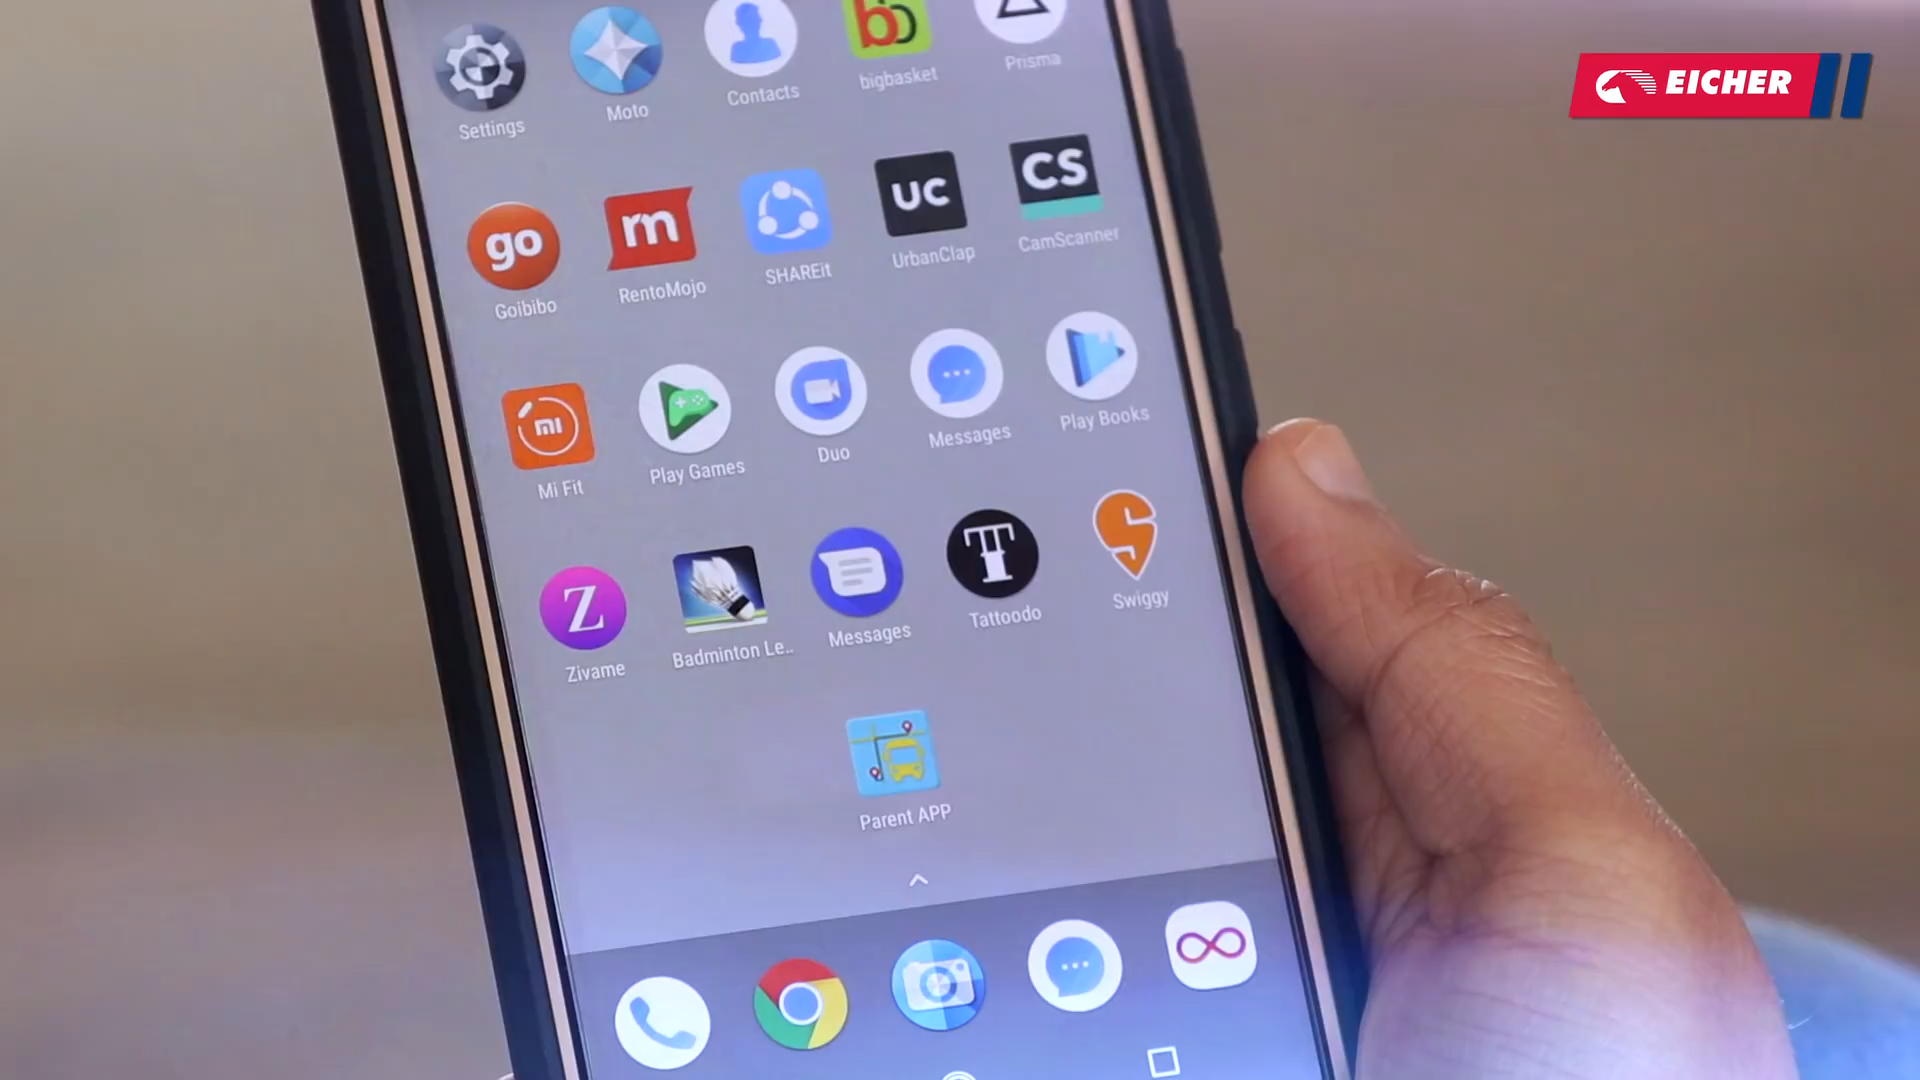 EICHER
Settings
Moto
Contacts
bb
bigbasket
Prisma
go
Goibibo
m
RentoMojo
SHAREit
UC
UrbanClap
CS
CamScanner
mi
Mi Fit
Play Games
Duo
Messages
Play Books
Z
Zivame
Badminton Le..
Messages
T
Tattoodo
Swiggy
Parent APP